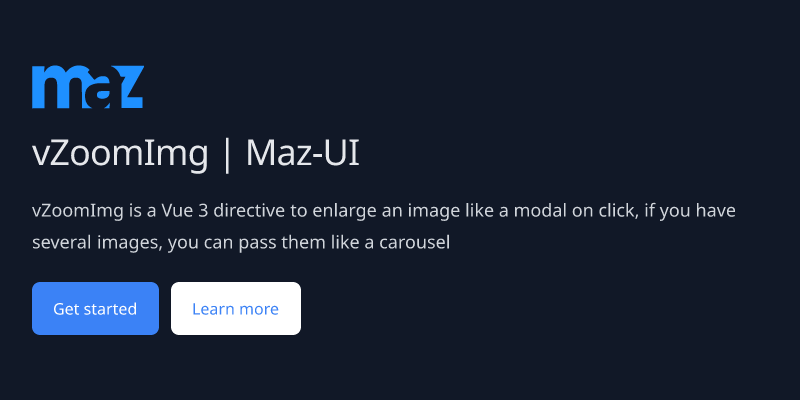 maz
vZoomImg | Maz-UI
vZoomImg is a Vue 3 directive to enlarge an image like a modal on click, if you have
several images, you can pass them like a carousel
Get started
Learn more